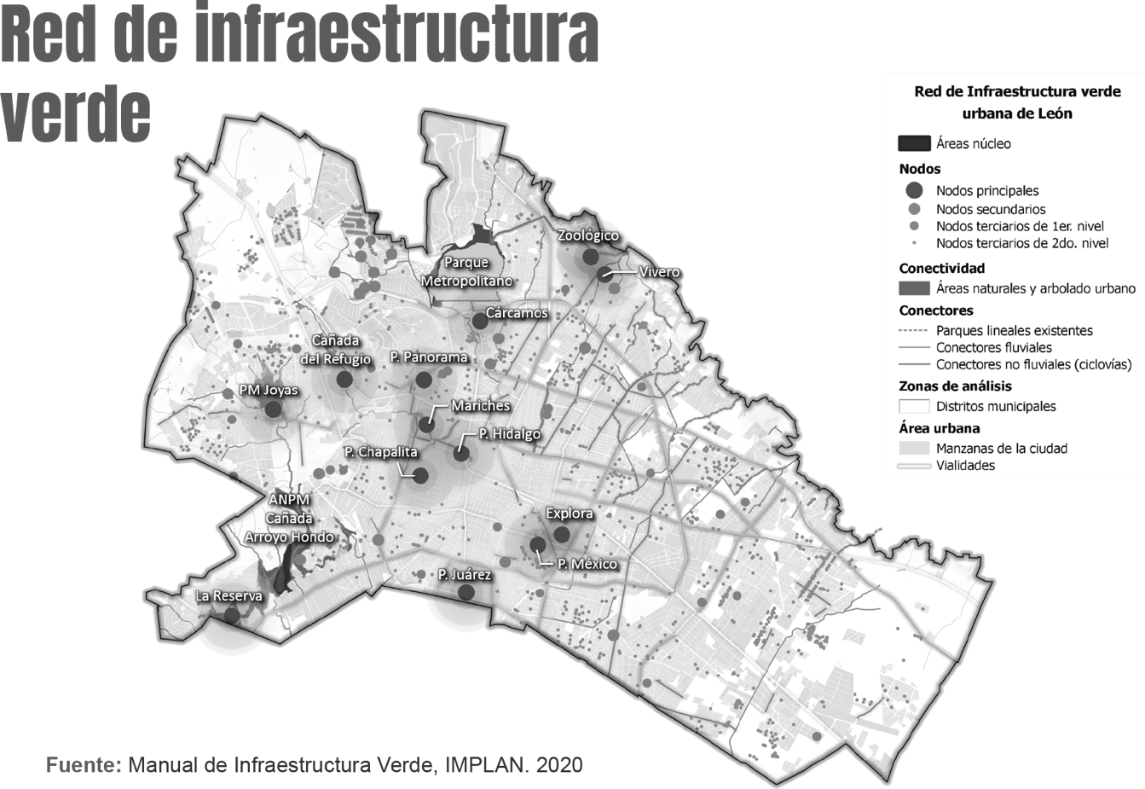 Red de infraestructura
verde
Red de Infraestructura verde
urbana de León
Áreas núcleo
Nodos
Nodos principales
Nodos secundarios
Nodos terciarios de 1er. nivel
Nodos terciarios de 2do. nivel
Conectividad
Áreas naturales y arbolado urbano
Conectores
Parques lineales existentes
Conectores fluviales
Conectores no fluviales (ciclovías)
Zonas de análisis
Distritos municipales
Área urbana
Manzanas de la ciudad
Vialidades
Zoológico
Vivero
Parque
Metropolitano
Cárcamos
Cañada
del Refugio
P. Panorama
PM Joyas
Mariches
P. Hidalgo
P. Chapalita
ANPM
Cañada
Arroyo Hondo
Explora
P. México
P. Juárez
La Reserva
Fuente: Manual de Infraestructura Verde, IMPLAN. 2020